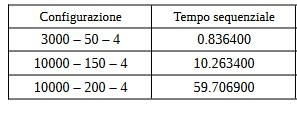 Configurazione Tempo sequenziale
3000 – 50 – 4 0.836400
10000 – 150 – 4 10.263400
10000 – 200 – 4 59.706900